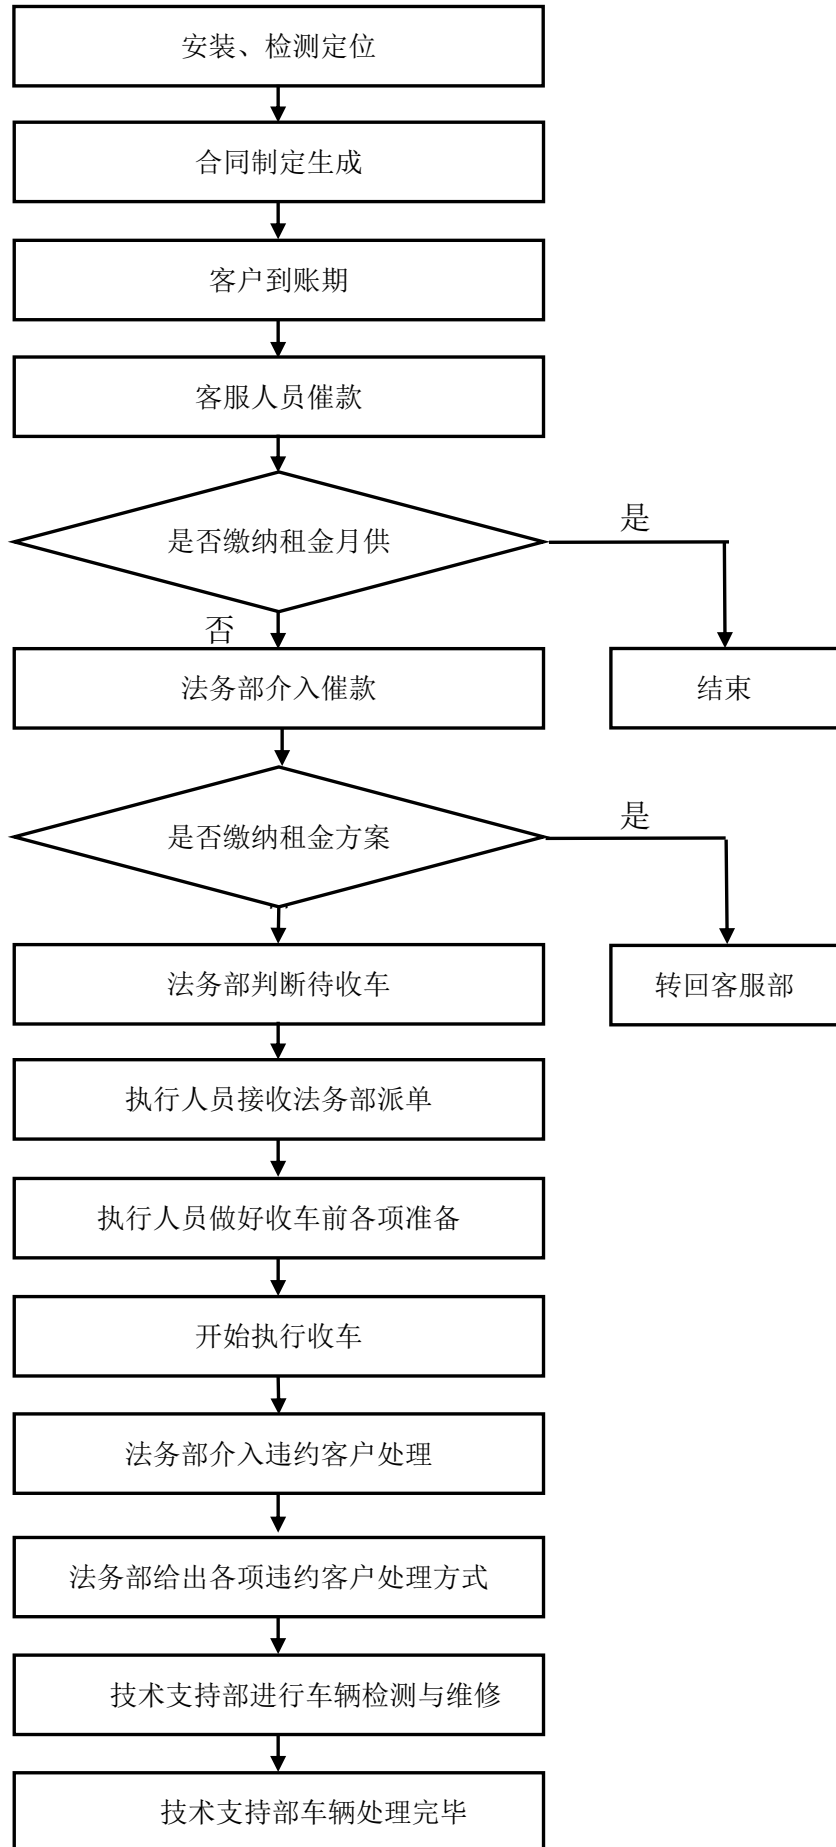 安装、检测定位
合同制定生成
客户到账期
客服人员催款
是否缴纳租金月供
是
否
法务部介入催款
结束
是否缴纳租金方案
是
法务部判断待收车
转回客服部
执行人员接收法务部派单
执行人员做好收车前各项准备
开始执行收车
法务部介入违约客户处理
法务部给出各项违约客户处理方式
技术支持部进行车辆检测与维修
技术支持部车辆处理完毕